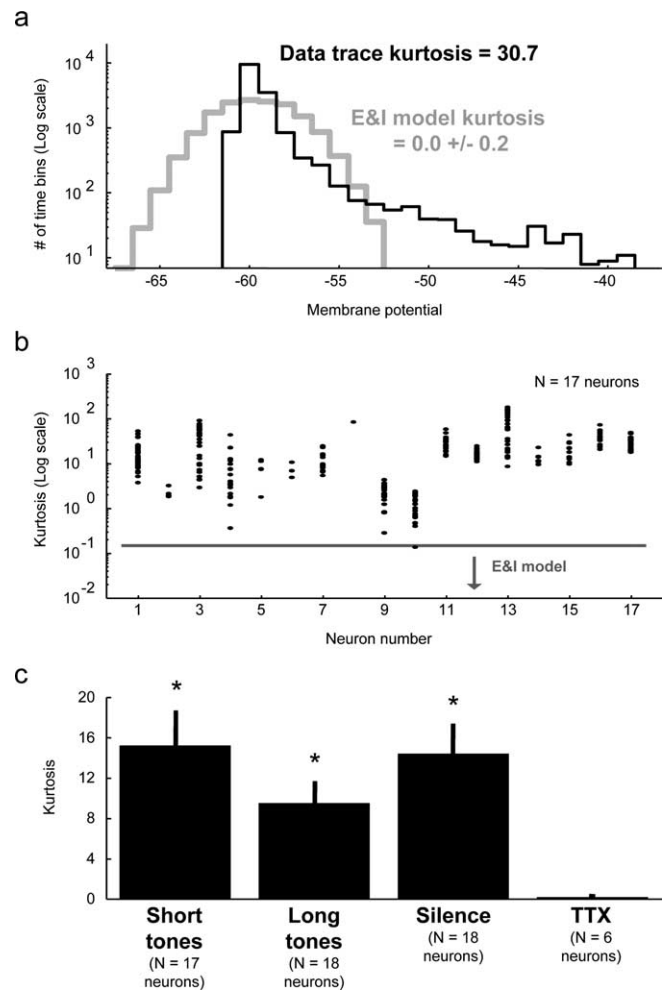 a
Data trace kurtosis = 30.7
E&I model kurtosis
= 0.0 +/- 0.2
# of time bins (Log scale)
10 4
10 3
10 2
10 1
-65 -60 -55 -50 -45 -40
Membrane potential
b
N = 17 neurons
Kurtosis (Log scale)
10 3
10 2
10 1
10 0
10 -1
10 -2
E&I model
1 3 5 7 9 11 13 15 17
Neuron number
c
Kurtosis
20
16
12
8
4
0
* * *
Short Long Silence TTX
tones tones (N = 18 (N = 6
(N = 17 (N = 18 neurons) neurons)
neurons) neurons)